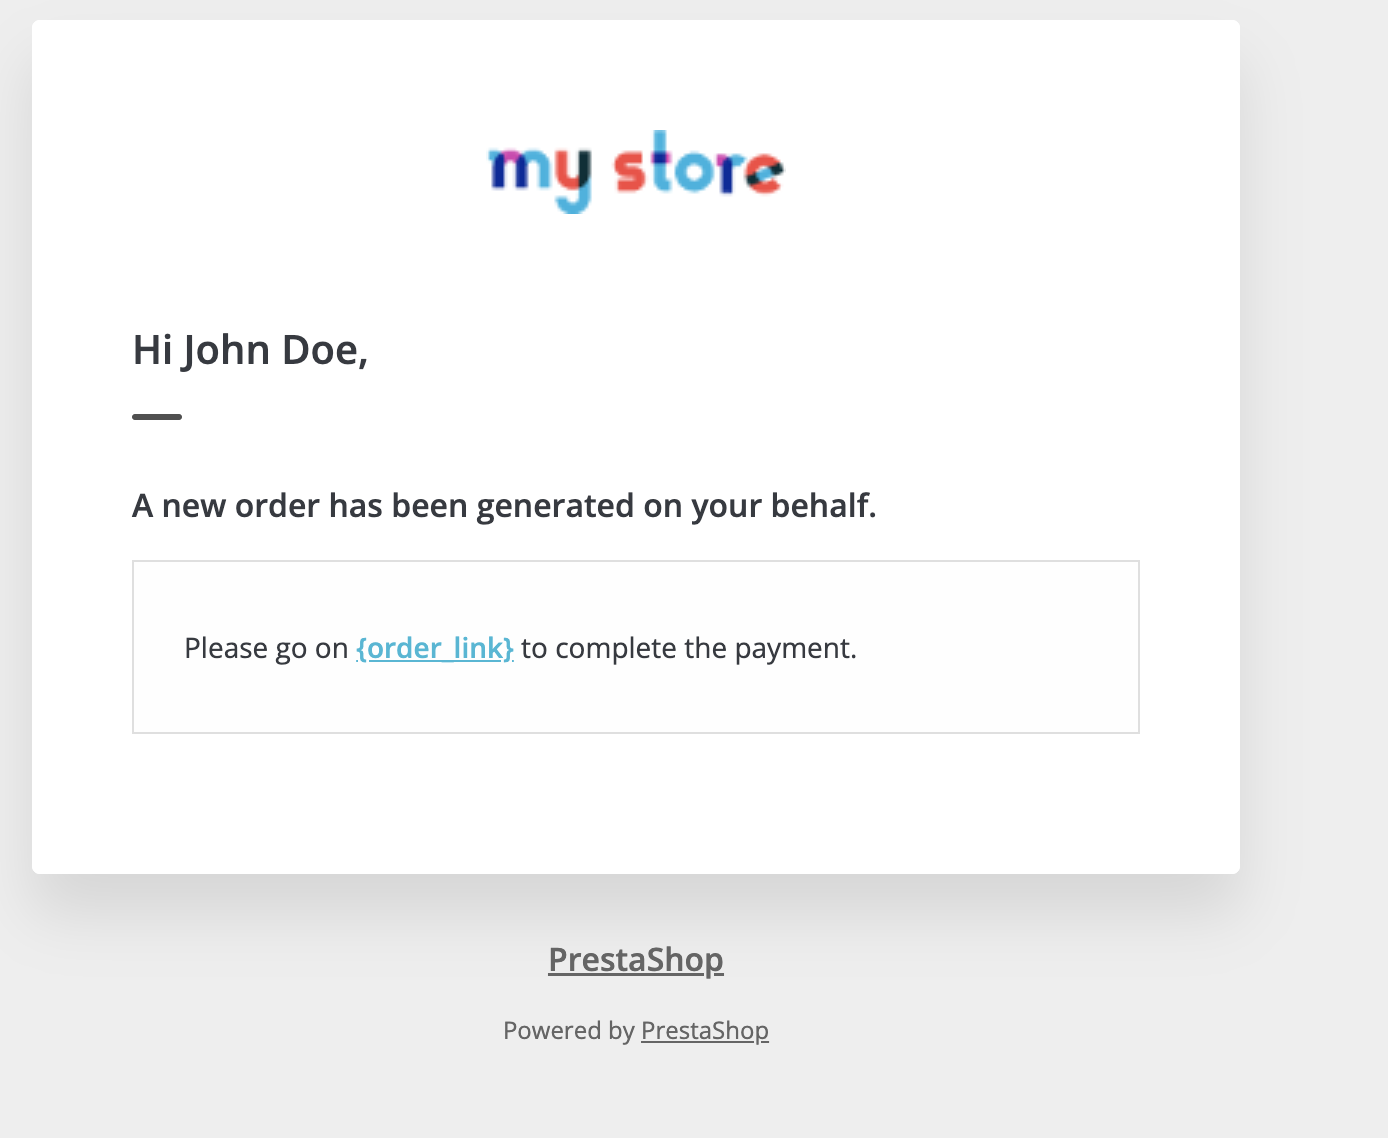 my store
Hi John Doe,
A new order has been generated on your behalf.
Please go on {order_link} to complete the payment.
PrestaShop
Powered by PrestaShop